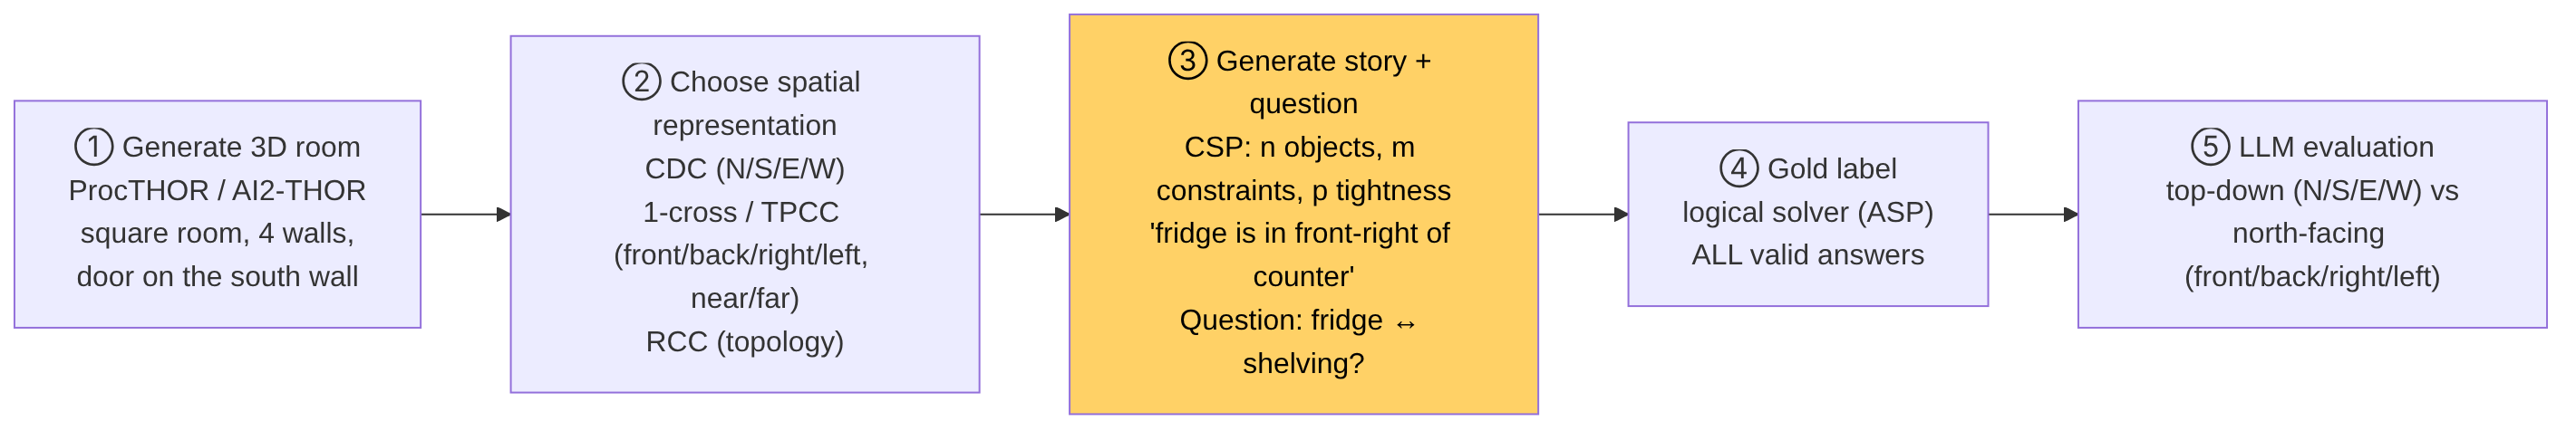 ① Generate 3D room
ProcTHOR / AI2-THOR
square room, 4 walls,
door on the south wall
② Choose spatial
representation
CDC (N/S/E/W)
1-cross / TPCC
(front/back/right/left,
near/far)
RCC (topology)
③ Generate story +
question
CSP: n objects, m
constraints, p tightness
'fridge is in front-right of
counter'
Question: fridge ↔
shelving?
④ Gold label
logical solver (ASP)
ALL valid answers
⑤ LLM evaluation
top-down (N/S/E/W) vs
north-facing
(front/back/right/left)